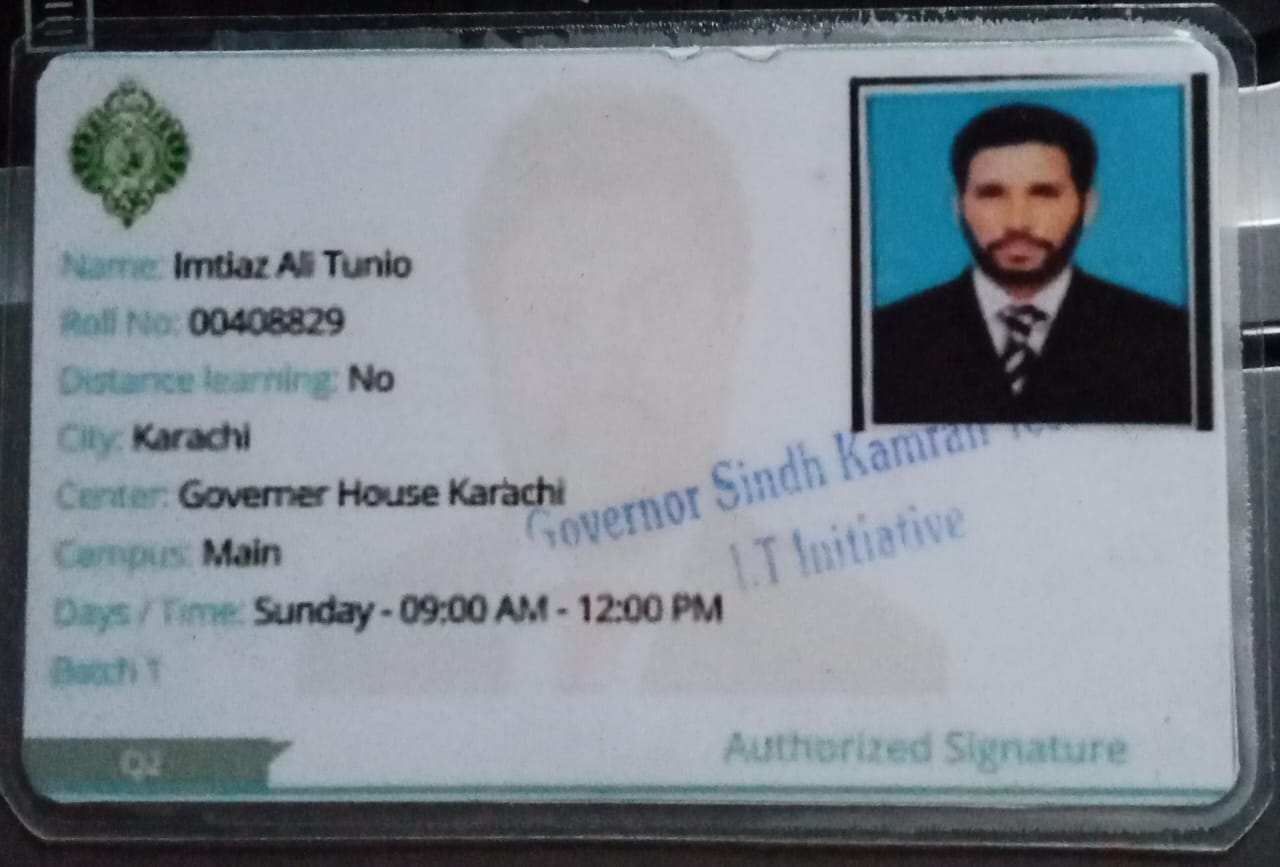 Name: Imtiaz Ali Tunio
Roll No: 00408829
Distance learning: No
City: Karachi
Center: Governer House Karachi
Campus: Main
Days / Time: Sunday - 09:00 AM - 12:00 PM
Batch 1
Governor Sindh Kamran
I.T Initiative
Q2
Authorized Signature